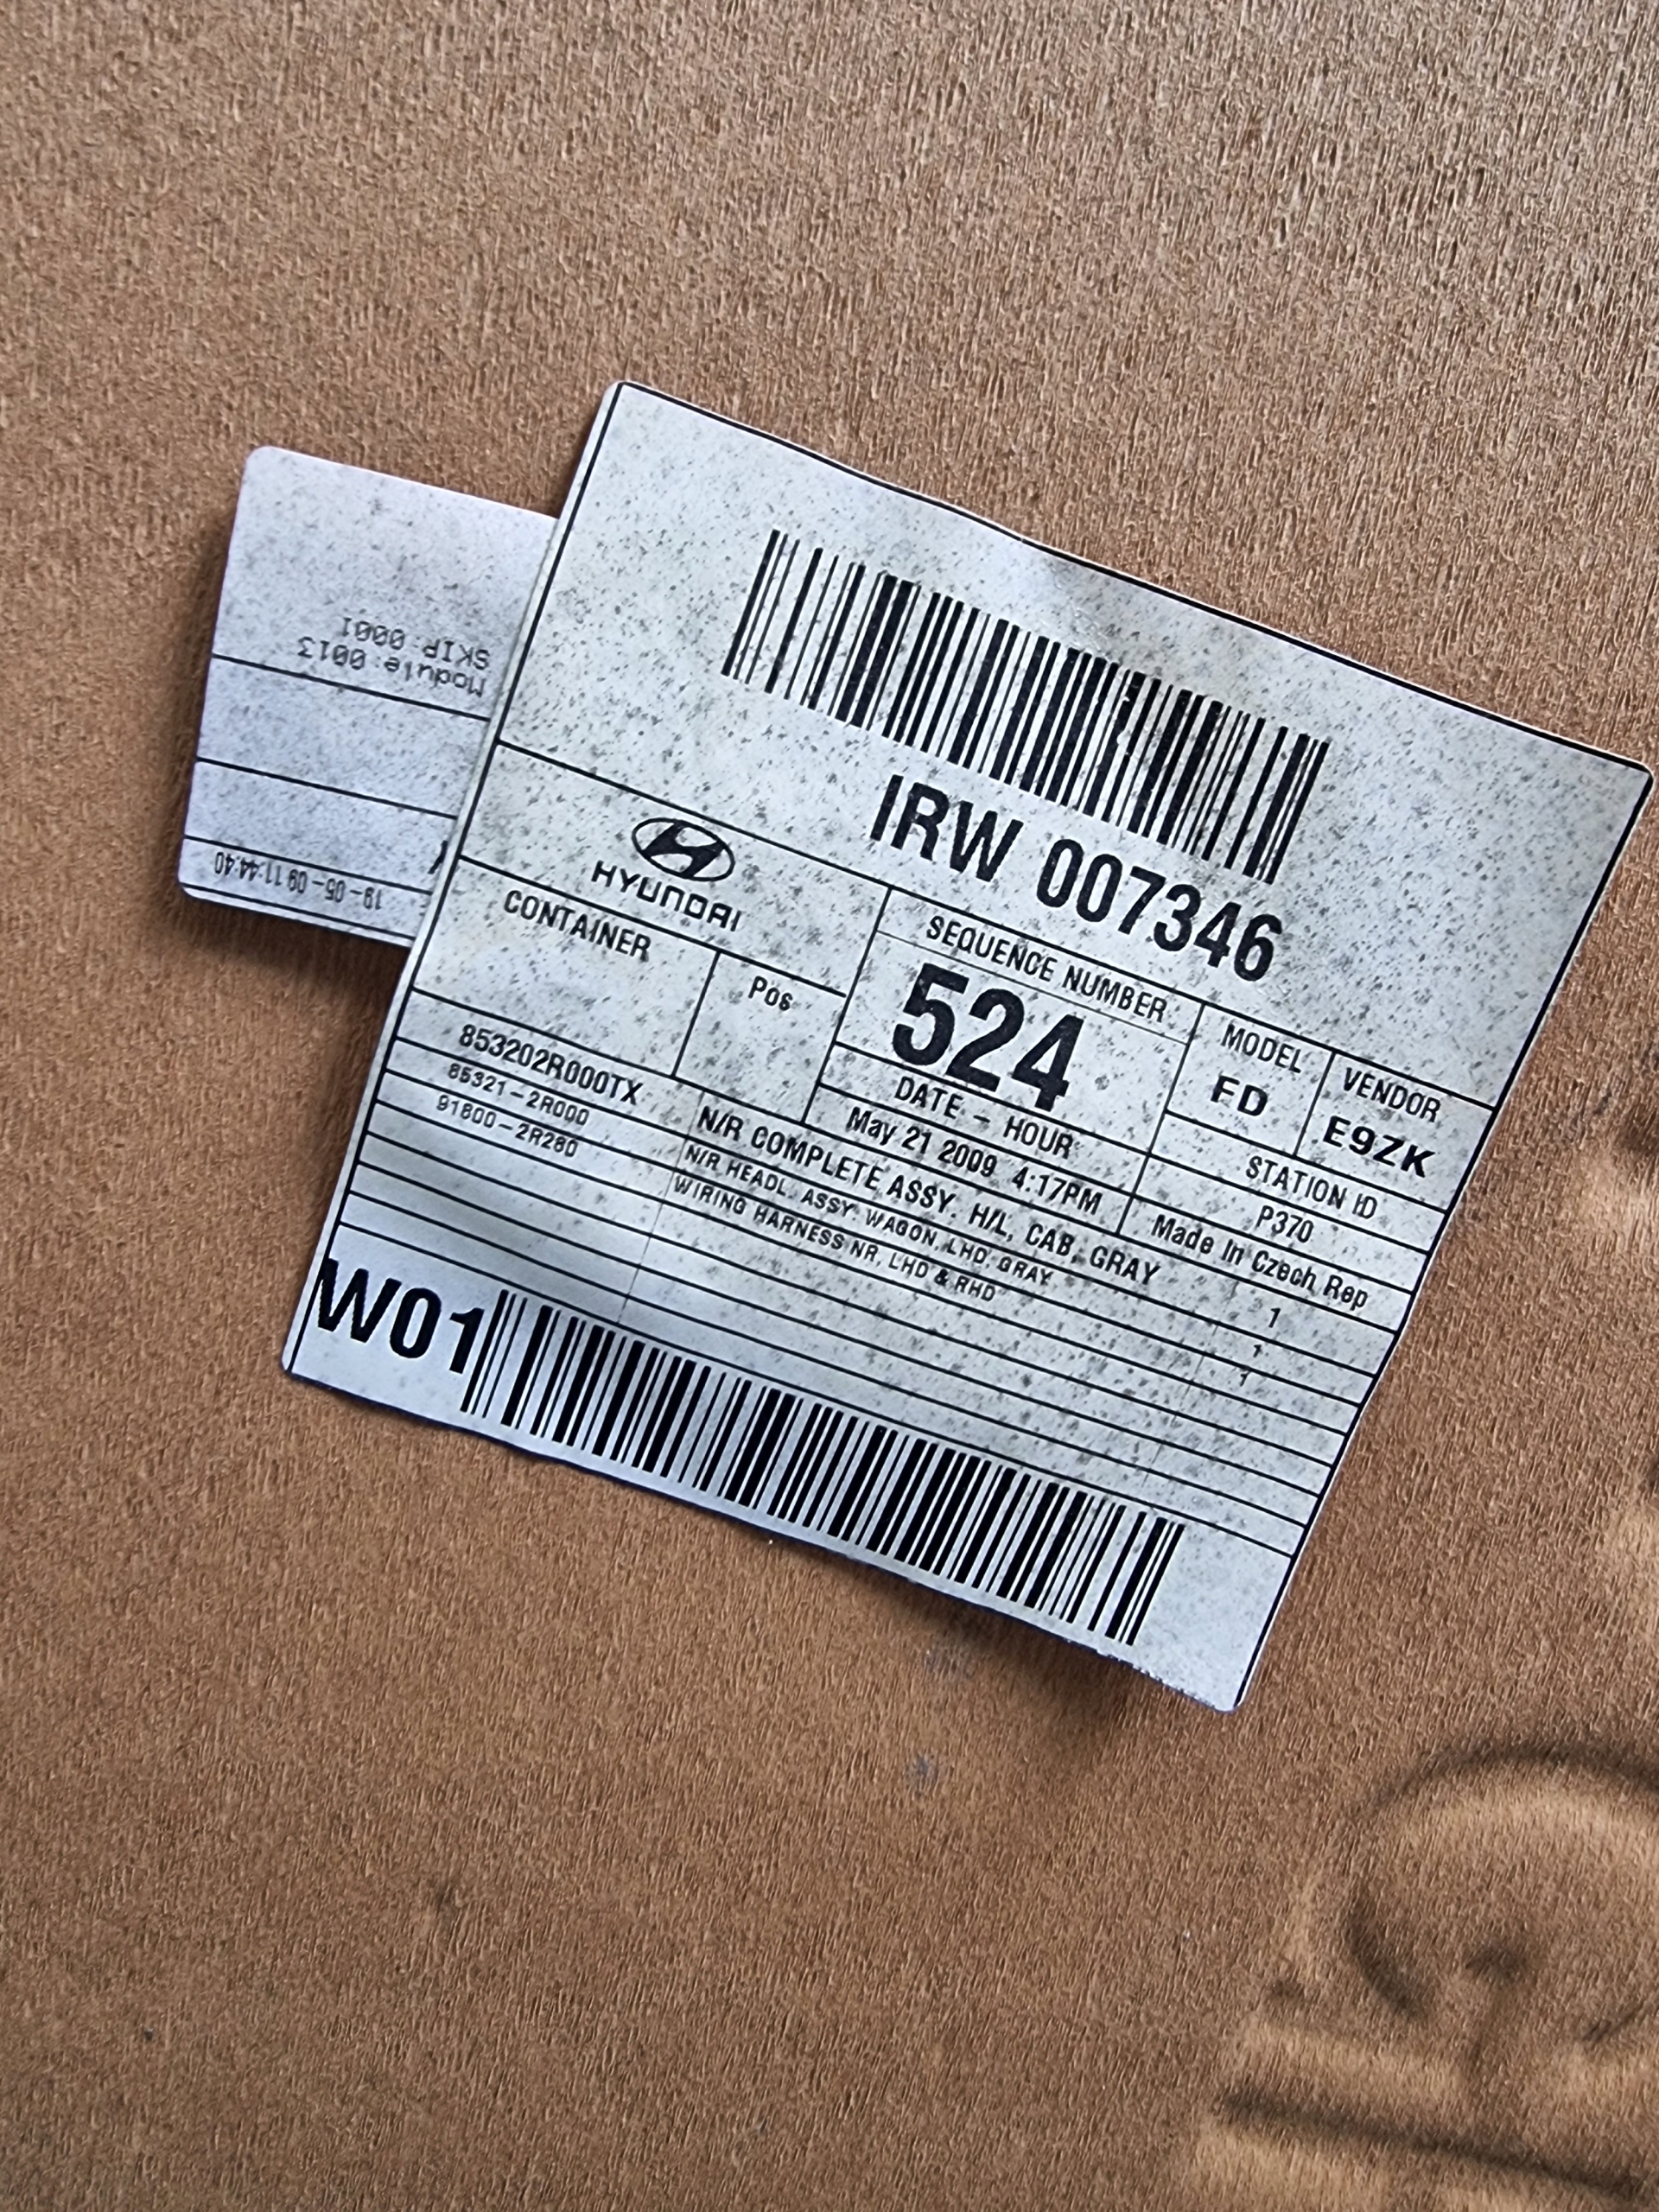 IRW 007346
HYUNDAI
SEQUENCE NUMBER
524
MODEL
FD
VENDOR
E9ZK
CONTAINER
Pos
DATE - HOUR
May 21 2009 4:17PM
STATION ID
P370
Made In Czech Rep
853202R000TX N/R COMPLETE ASSY. H/L, CAB, GRAY 1
85321-2R000 N/R HEADL. ASSY. WAGON, LHD GRAY 1
91800-2R280 WIRING HARNESS NR, LHD & RHD 1
W01
19-05-09 11:44:40
Module: 0013
SKIP 0001